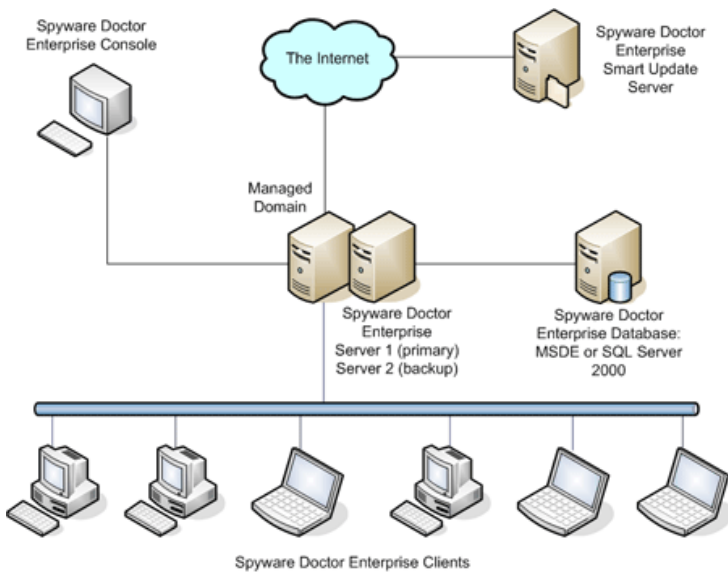 Spyware Doctor
Enterprise Console
The Internet
Spyware Doctor
Enterprise
Smart Update
Server
Managed
Domain
Spyware Doctor
Enterprise
Server 1 (primary)
Server 2 (backup)
Spyware Doctor
Enterprise Database:
MSDE or SQL Server
2000
Spyware Doctor Enterprise Clients